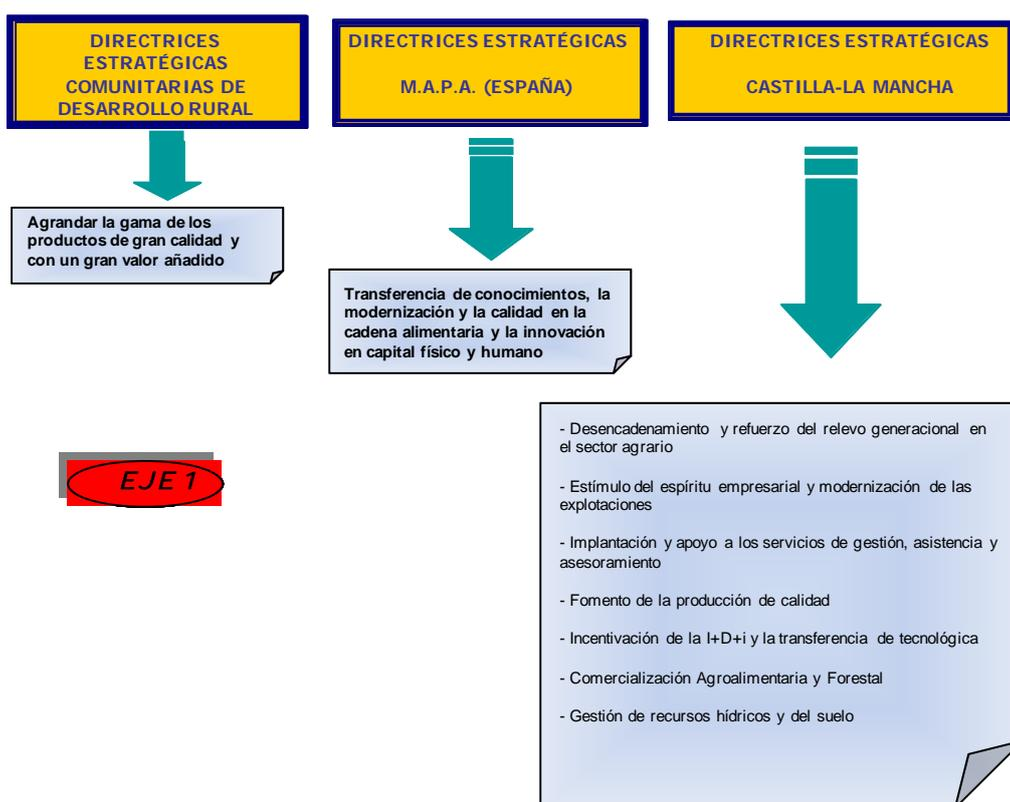 DIRECTRICES
ESTRATÉGICAS
COMUNITARIAS DE
DESARROLLO RURAL
DIRECTRICES ESTRATÉGICAS
M.A.P.A. (ESPAÑA)
DIRECTRICES ESTRATÉGICAS
CASTILLA-LA MANCHA
Agrandar la gama de los
productos de gran calidad y
con un gran valor añadido
Transferencia de conocimientos, la
modernización y la calidad en la
cadena alimentaria y la innovación
en capital físico y humano
EJE 1
- Desencadenamiento y refuerzo del relevo generacional en
el sector agrario
- Estímulo del espíritu empresarial y modernización de las
explotaciones
- Implantación y apoyo a los servicios de gestión, asistencia y
asesoramiento
- Fomento de la producción de calidad
- Incentivación de la I+D+i y la transferencia de tecnológica
- Comercialización Agroalimentaria y Forestal
- Gestión de recursos hídricos y del suelo